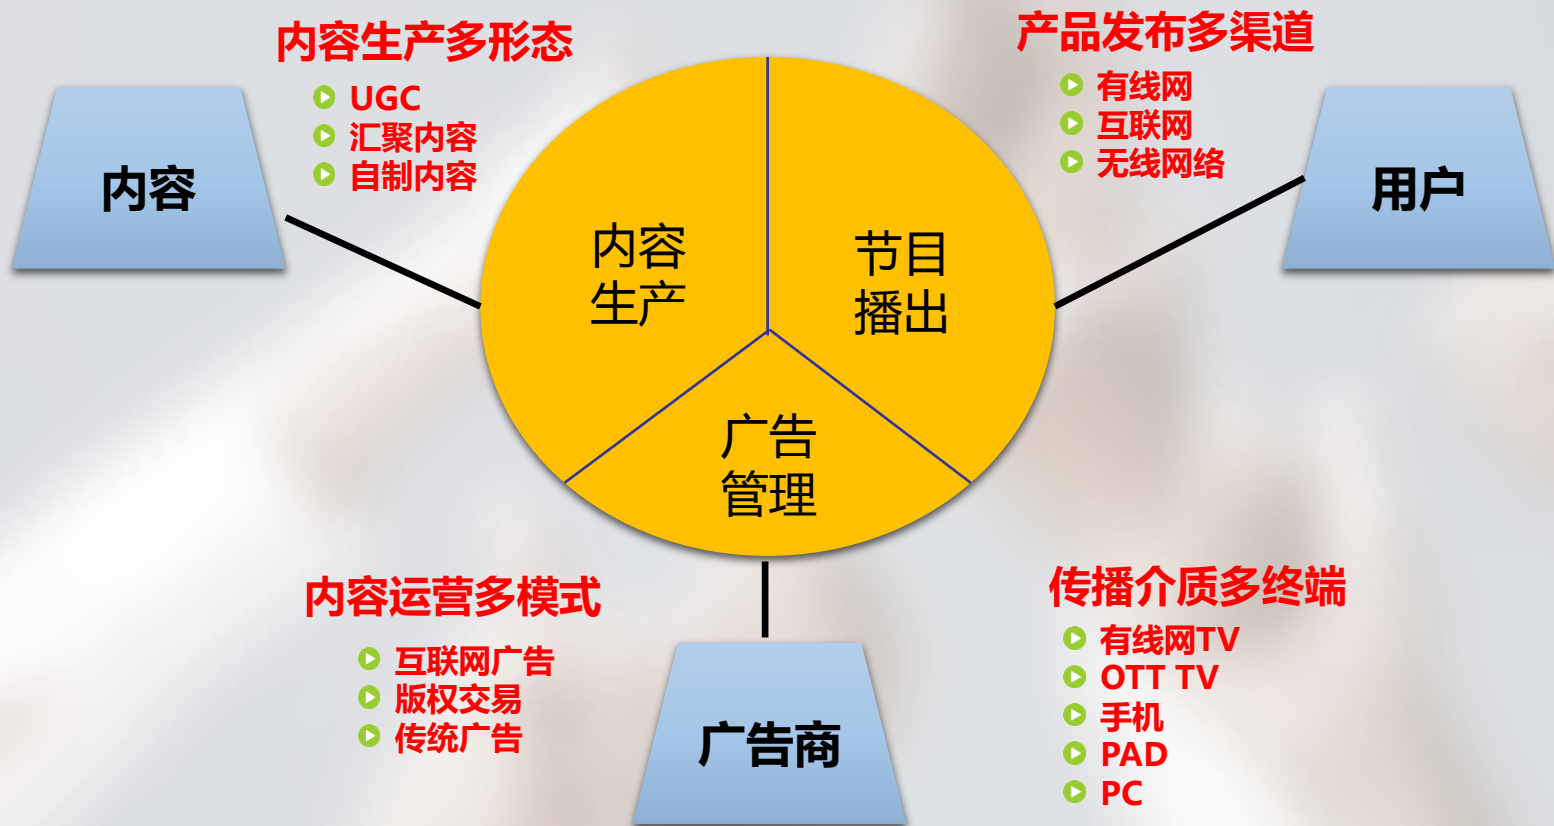 内容生产多形态
UGC
汇聚内容
自制内容
产品发布多渠道
有线网
互联网
无线网络
内容
用户
内容
生产
节目
播出
广告
管理
内容运营多模式
互联网广告
版权交易
传统广告
广告商
传播介质多终端
有线网TV
OTT TV
手机
PAD
PC